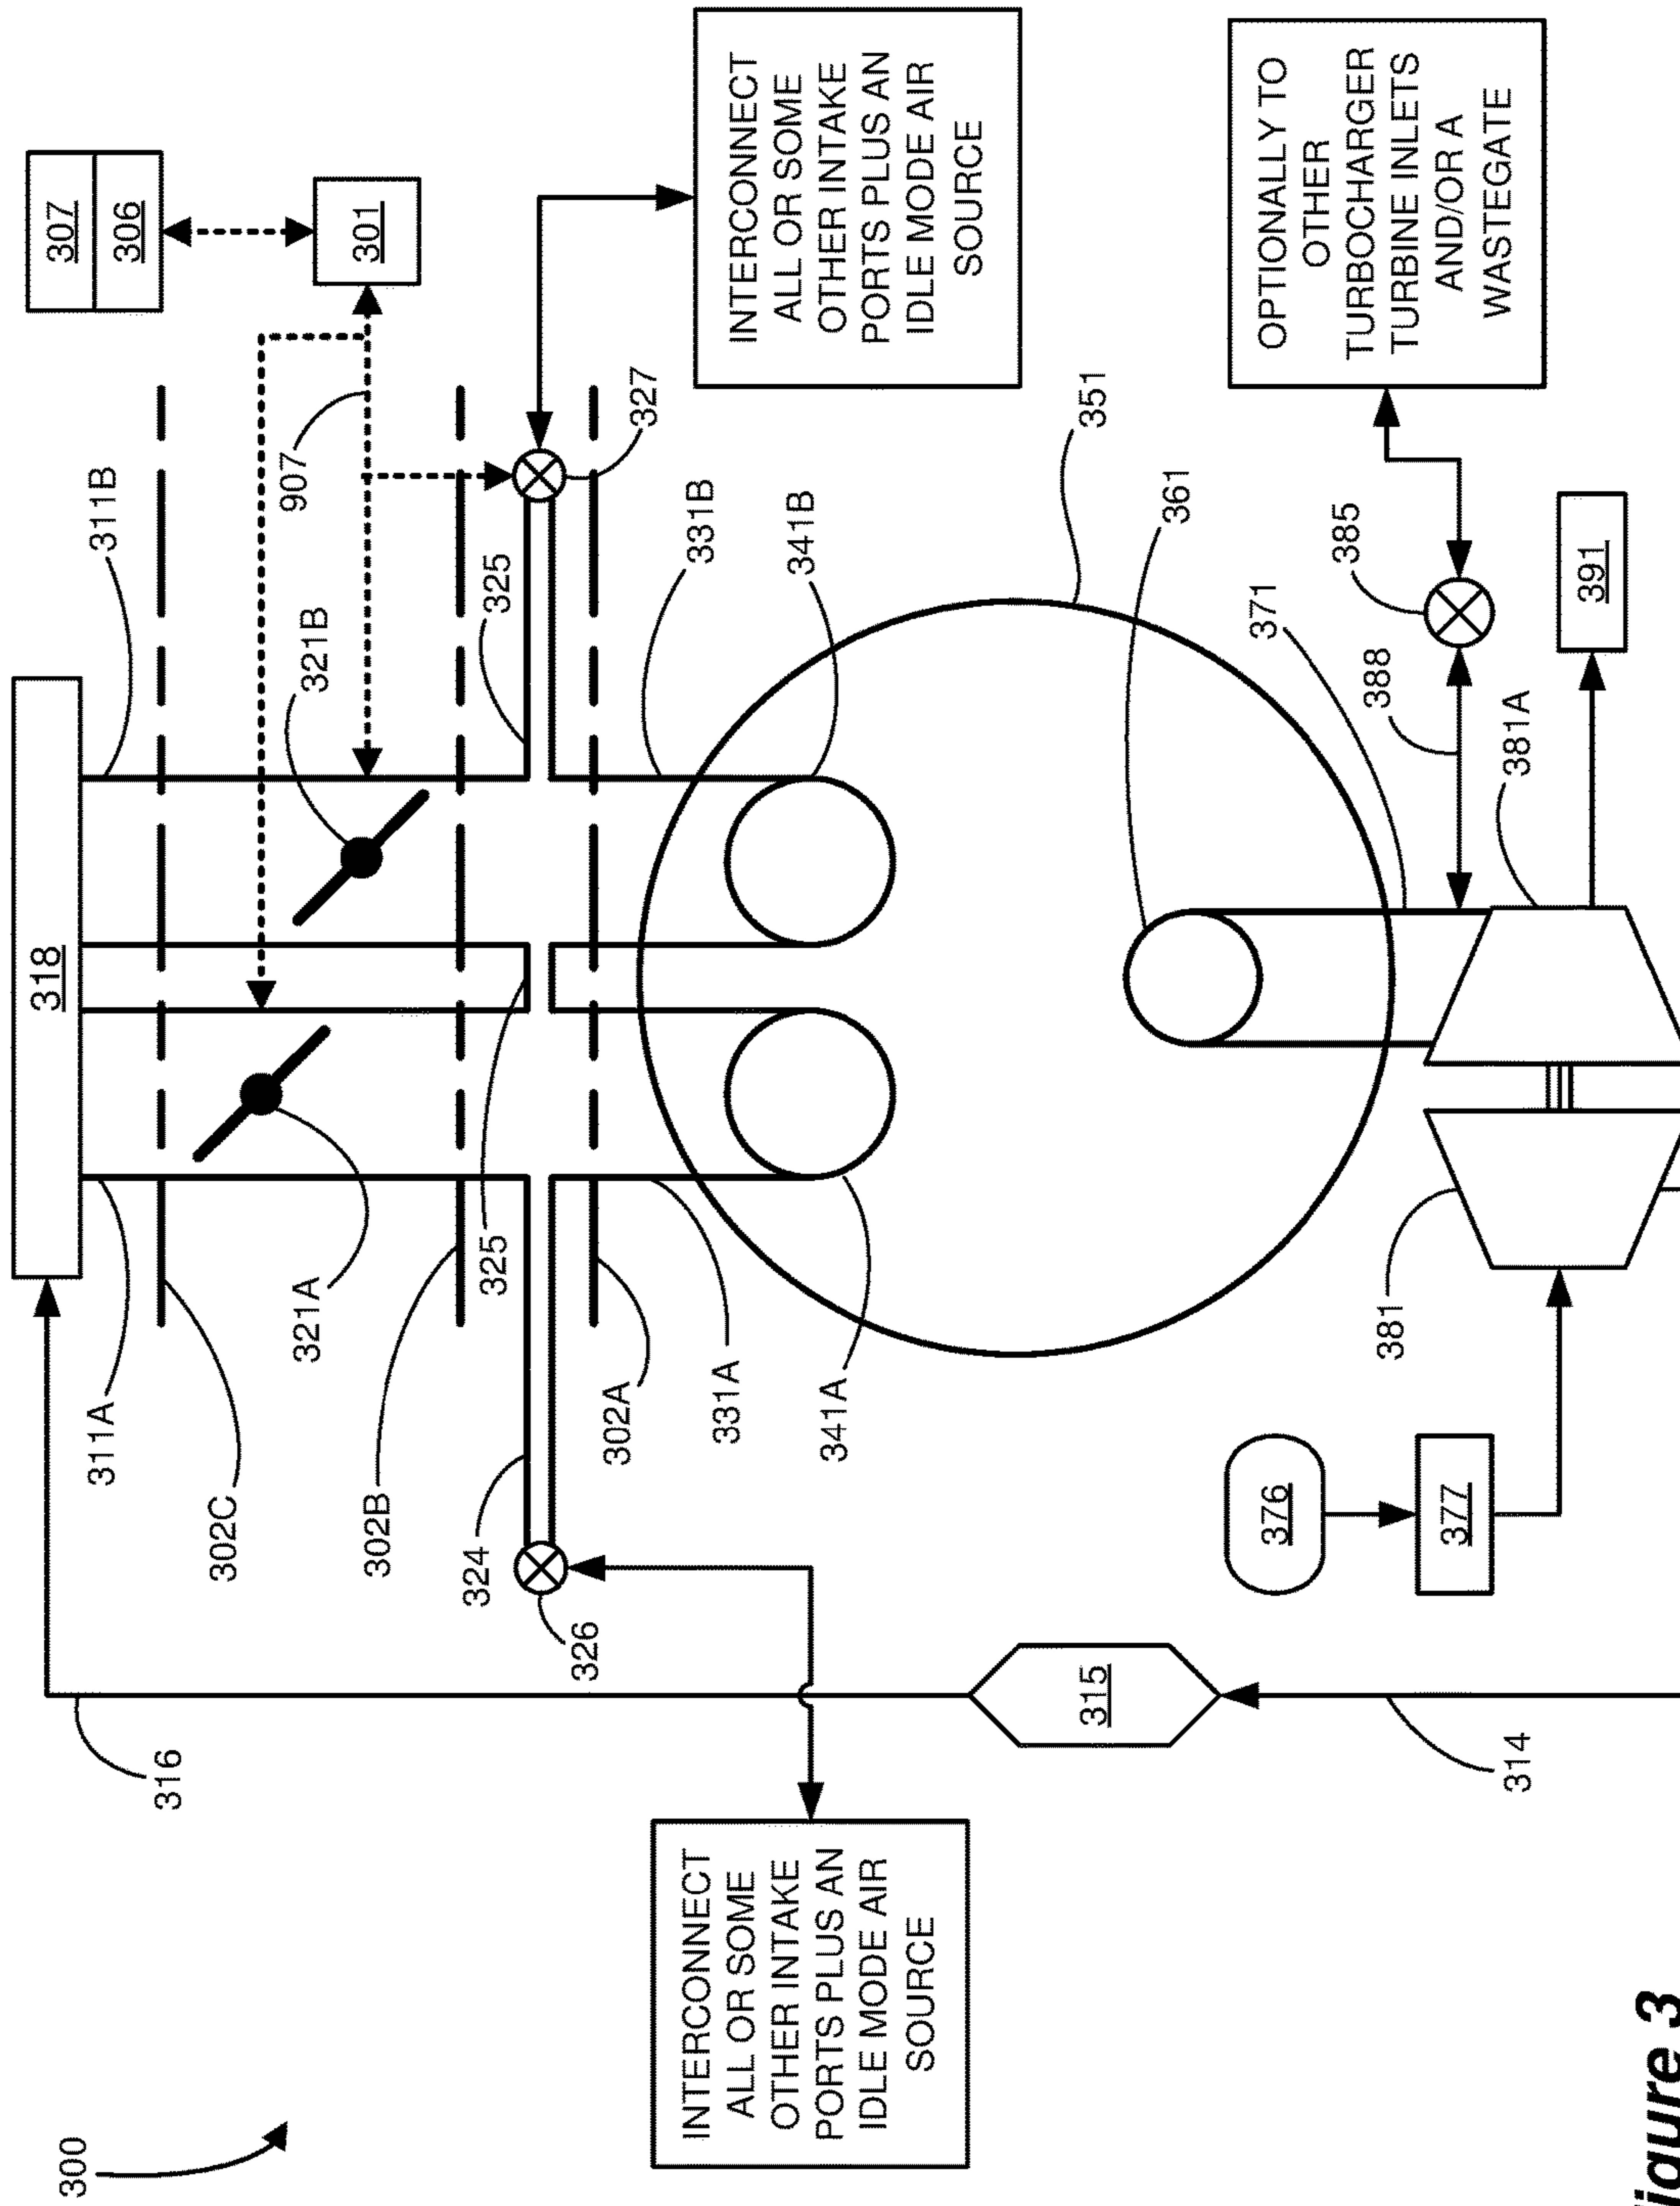 300
316
311A
318
311B
307
306
302C
321A
321B
907
301
302B
324
325
325
326
302A
327
INTERCONNECT
ALL OR SOME
OTHER INTAKE
PORTS PLUS AN
IDLE MODE AIR
SOURCE
INTERCONNECT
ALL OR SOME
OTHER INTAKE
PORTS PLUS AN
IDLE MODE AIR
SOURCE
331A
331B
341A
341B
351
315
361
376
371
OPTIONALLY TO
OTHER
TURBOCHARGER
TURBINE INLETS
AND/OR A
WASTEGATE
381
388
385
377
314
381A
391
igure 3